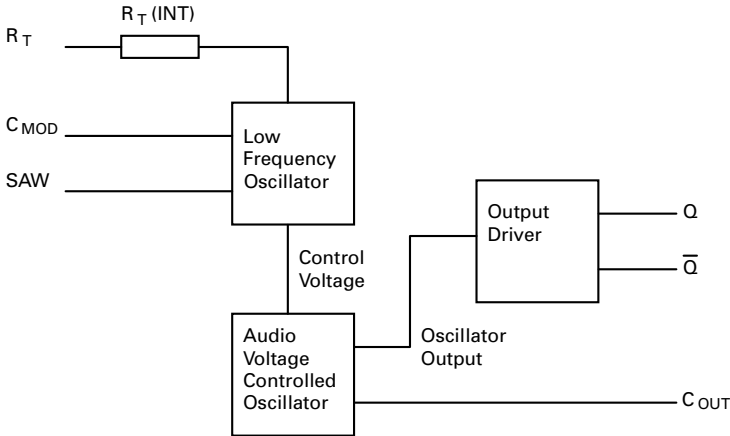 R T (INT)
R T
C MOD
Low
Frequency
Oscillator
SAW
Output
Driver
Q
Q̅
Control
Voltage
Audio
Voltage
Controlled
Oscillator
Oscillator
Output
C OUT